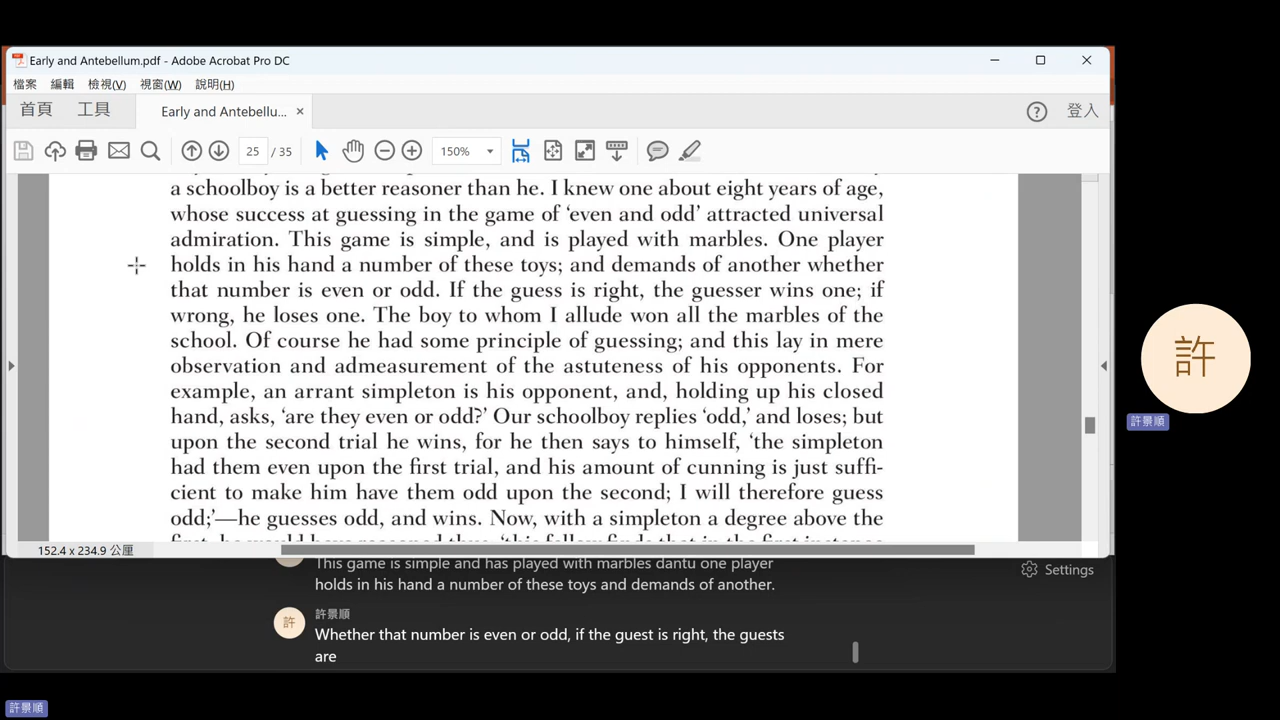 Early and Antebellum.pdf - Adobe Acrobat Pro DC
檔案 編輯 檢視(V) 視窗(W) 說明(H)
首頁 工具 Early and Antebellu... × 登入
25 / 35 150%
a schoolboy is a better reasoner than he. I knew one about eight years of age,
whose success at guessing in the game of ‘even and odd’ attracted universal
admiration. This game is simple, and is played with marbles. One player
holds in his hand a number of these toys; and demands of another whether
that number is even or odd. If the guess is right, the guesser wins one; if
wrong, he loses one. The boy to whom I allude won all the marbles of the
school. Of course he had some principle of guessing; and this lay in mere
observation and admeasurement of the astuteness of his opponents. For
example, an arrant simpleton is his opponent, and, holding up his closed
hand, asks, ‘are they even or odd?’ Our schoolboy replies ‘odd,’ and loses; but
upon the second trial he wins, for he then says to himself, ‘the simpleton
had them even upon the first trial, and his amount of cunning is just suffi-
cient to make him have them odd upon the second; I will therefore guess
odd;’—he guesses odd, and wins. Now, with a simpleton a degree above the
first, he would have reasoned thus: ‘this fellow finds that in the first instance
152.4 x 234.9 公厘
This game is simple and has played with marbles dantu one player
holds in his hand a number of these toys and demands of another.
Settings
許景順
許
Whether that number is even or odd, if the guest is right, the guests
are
許
許景順
許景順